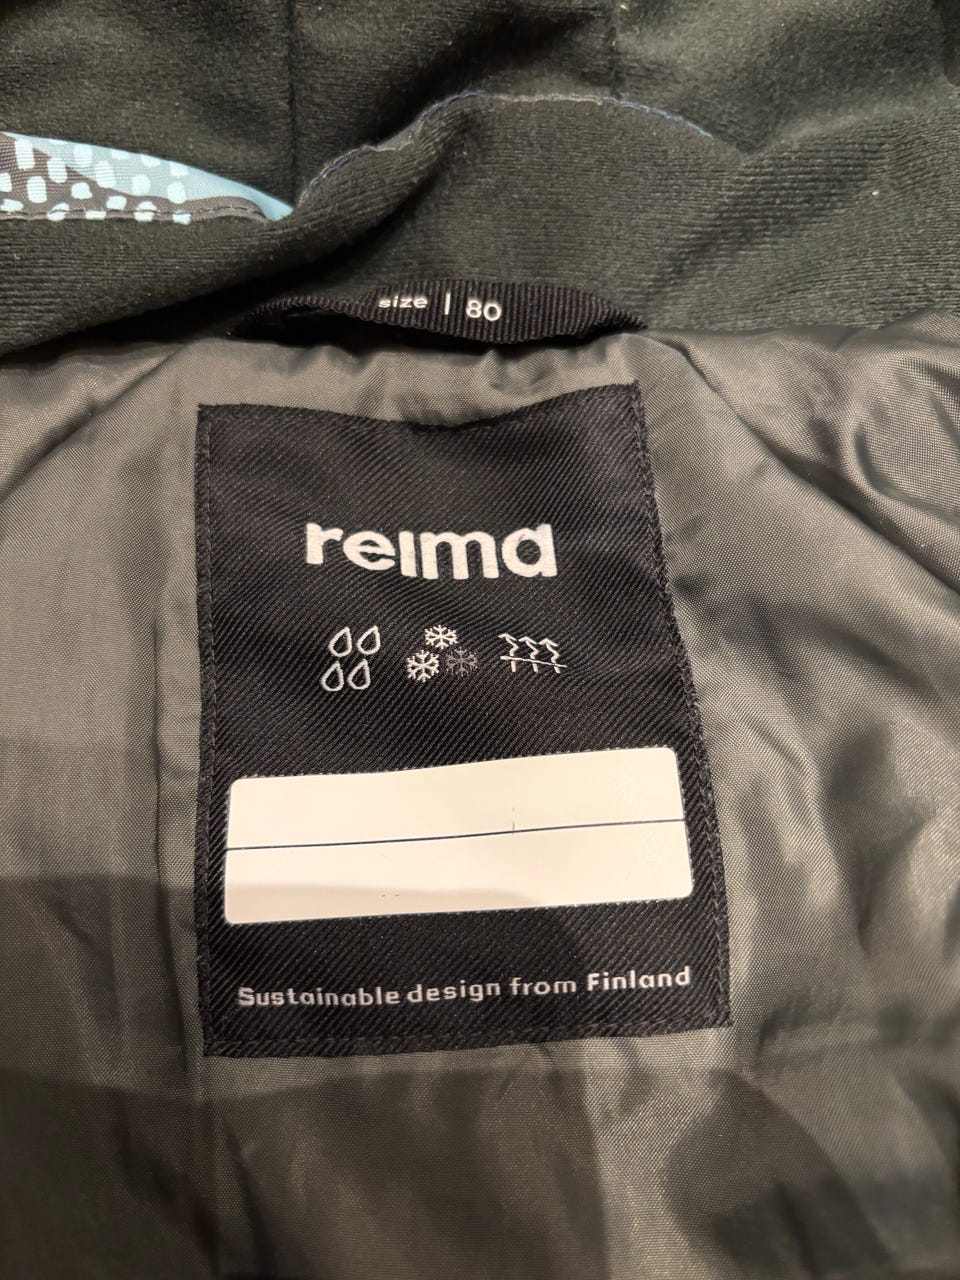 size | 80
reima
Sustainable design from Finland